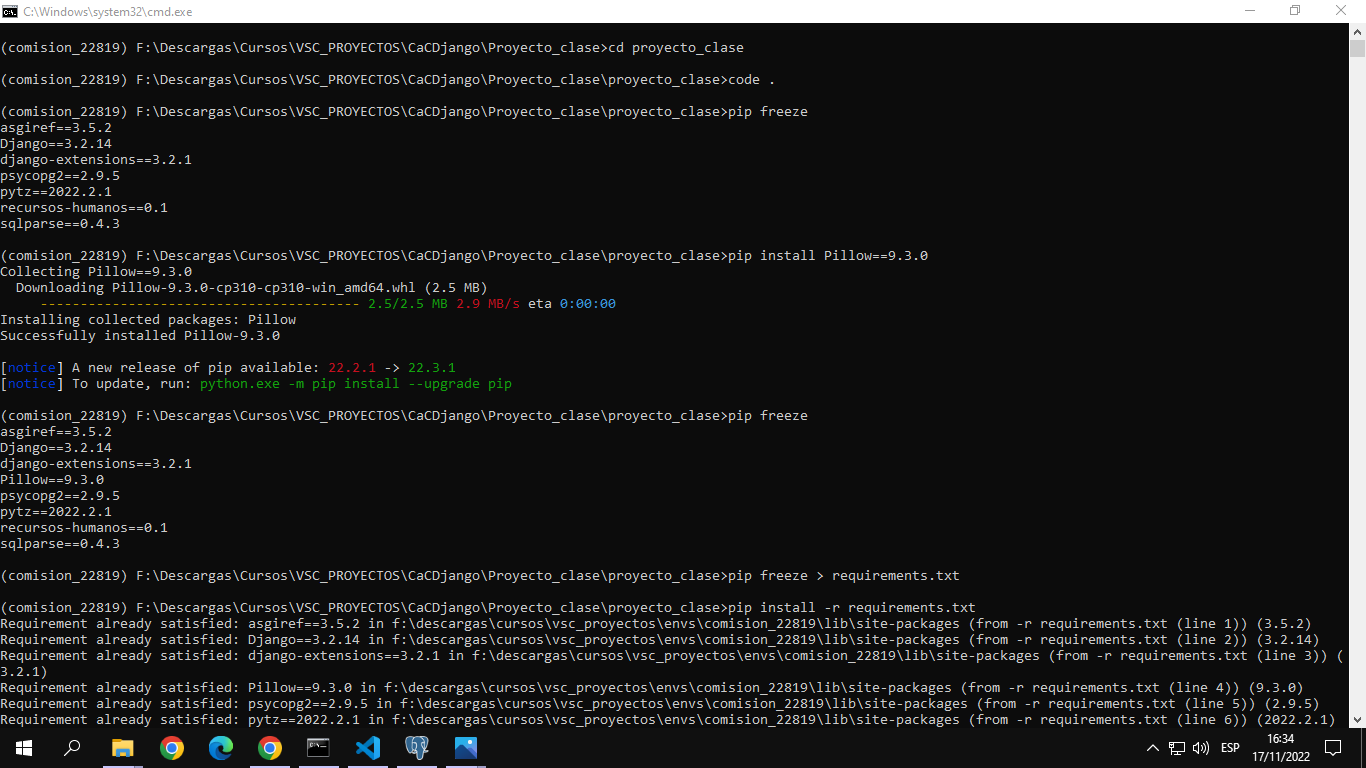 C:\Windows\system32\cmd.exe
(comision_22819) F:\Descargas\Cursos\VSC_PROYECTOS\CaCDjango\Proyecto_clase>cd proyecto_clase
(comision_22819) F:\Descargas\Cursos\VSC_PROYECTOS\CaCDjango\Proyecto_clase\proyecto_clase>code .
(comision_22819) F:\Descargas\Cursos\VSC_PROYECTOS\CaCDjango\Proyecto_clase\proyecto_clase>pip freeze
asgiref==3.5.2
Django==3.2.14
django-extensions==3.2.1
psycopg2==2.9.5
pytz==2022.2.1
recursos-humanos==0.1
sqlparse==0.4.3
(comision_22819) F:\Descargas\Cursos\VSC_PROYECTOS\CaCDjango\Proyecto_clase\proyecto_clase>pip install Pillow==9.3.0
Collecting Pillow==9.3.0
  Downloading Pillow-9.3.0-cp310-cp310-win_amd64.whl (2.5 MB)
     ---------------------------------------- 2.5/2.5 MB 2.9 MB/s eta 0:00:00
Installing collected packages: Pillow
Successfully installed Pillow-9.3.0
[notice] A new release of pip available: 22.2.1 -> 22.3.1
[notice] To update, run: python.exe -m pip install --upgrade pip
(comision_22819) F:\Descargas\Cursos\VSC_PROYECTOS\CaCDjango\Proyecto_clase\proyecto_clase>pip freeze
asgiref==3.5.2
Django==3.2.14
django-extensions==3.2.1
Pillow==9.3.0
psycopg2==2.9.5
pytz==2022.2.1
recursos-humanos==0.1
sqlparse==0.4.3
(comision_22819) F:\Descargas\Cursos\VSC_PROYECTOS\CaCDjango\Proyecto_clase\proyecto_clase>pip freeze > requirements.txt
(comision_22819) F:\Descargas\Cursos\VSC_PROYECTOS\CaCDjango\Proyecto_clase\proyecto_clase>pip install -r requirements.txt
Requirement already satisfied: asgiref==3.5.2 in f:\descargas\cursos\vsc_proyectos\envs\comision_22819\lib\site-packages (from -r requirements.txt (line 1)) (3.5.2)
Requirement already satisfied: Django==3.2.14 in f:\descargas\cursos\vsc_proyectos\envs\comision_22819\lib\site-packages (from -r requirements.txt (line 2)) (3.2.14)
Requirement already satisfied: django-extensions==3.2.1 in f:\descargas\cursos\vsc_proyectos\envs\comision_22819\lib\site-packages (from -r requirements.txt (line 3)) (
3.2.1)
Requirement already satisfied: Pillow==9.3.0 in f:\descargas\cursos\vsc_proyectos\envs\comision_22819\lib\site-packages (from -r requirements.txt (line 4)) (9.3.0)
Requirement already satisfied: psycopg2==2.9.5 in f:\descargas\cursos\vsc_proyectos\envs\comision_22819\lib\site-packages (from -r requirements.txt (line 5)) (2.9.5)
Requirement already satisfied: pytz==2022.2.1 in f:\descargas\cursos\vsc_proyectos\envs\comision_22819\lib\site-packages (from -r requirements.txt (line 6)) (2022.2.1)
ESP
16:34
17/11/2022